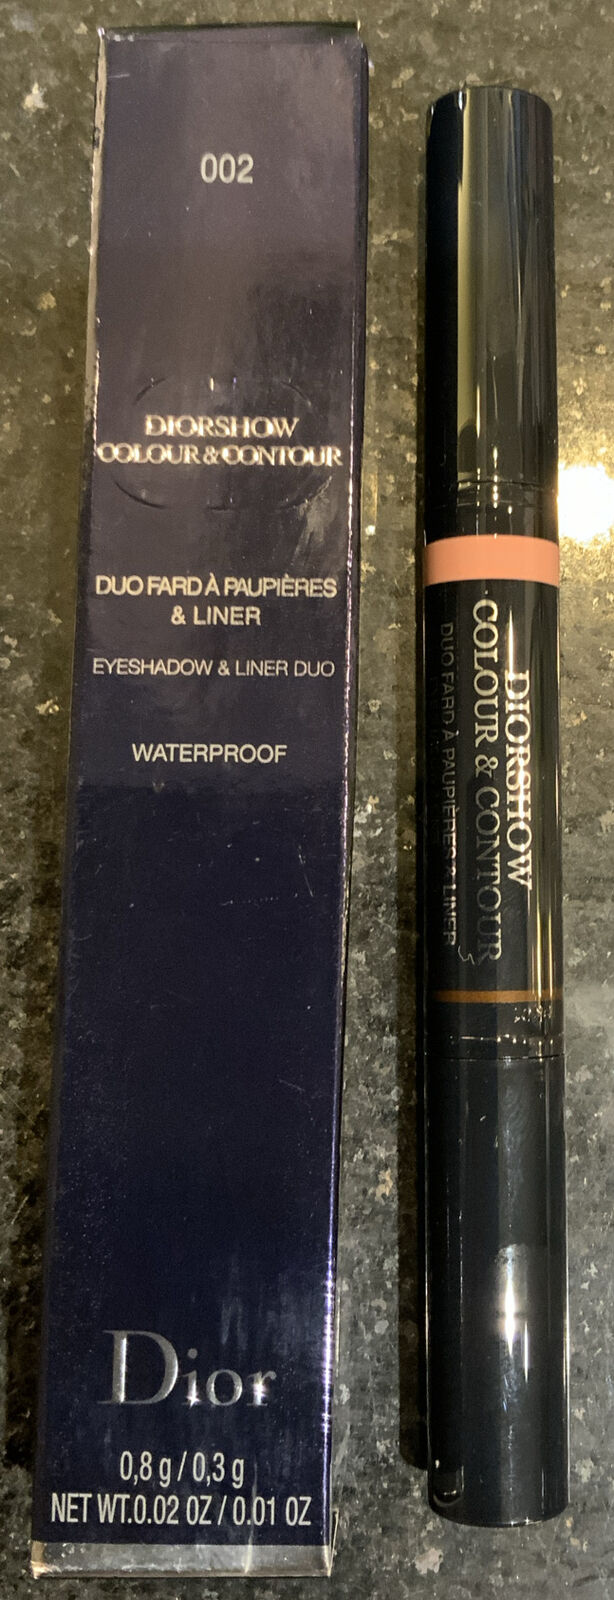 002
DIORSHOW
COLOUR & CONTOUR
DUO FARD À PAUPIÈRES
& LINER
EYESHADOW & LINER DUO
WATERPROOF
Dior
0,8 g / 0,3 g
NET WT.0.02 OZ / 0.01 OZ
DIORSHOW
COLOUR & CONTOUR
DUO FARD À PAUPIÈRES & LINER